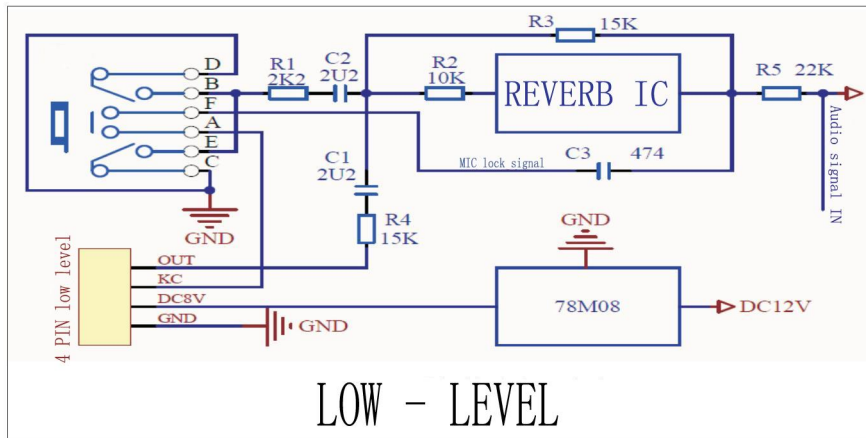 R3 15K
D
B
F
A
E
C
R1
2K2
C2
2U2
R2
10K
REVERB IC
R5 22K
Audio signal IN
MIC lock signal
C3 474
C1
2U2
R4
15K
GND
GND
4 PIN low level
OUT
KC
DC8V
GND
GND
78M08
DC12V
LOW - LEVEL